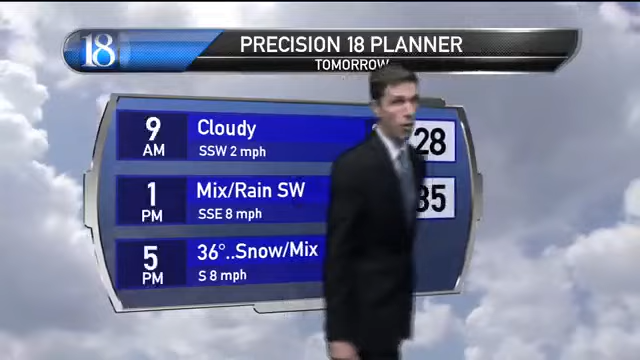 18
PRECISION 18 PLANNER
TOMORROW
9 AM
Cloudy
SSW 2 mph
28
1 PM
Mix/Rain SW
SSE 8 mph
35
5 PM
36°..Snow/Mix
S 8 mph